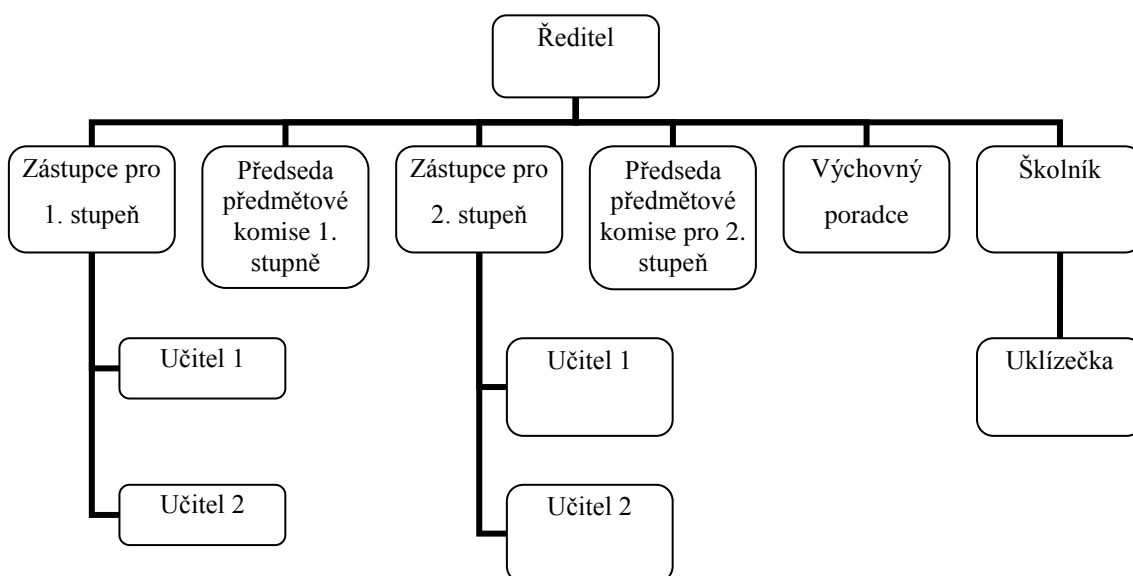 Ředitel
Zástupce pro
1. stupeň
Předseda
předmětové
komise 1.
stupně
Zástupce pro
2. stupeň
Předseda
předmětové
komise pro 2.
stupeň
Výchovný
poradce
Školník
Učitel 1
Učitel 1
Uklízečka
Učitel 2
Učitel 2